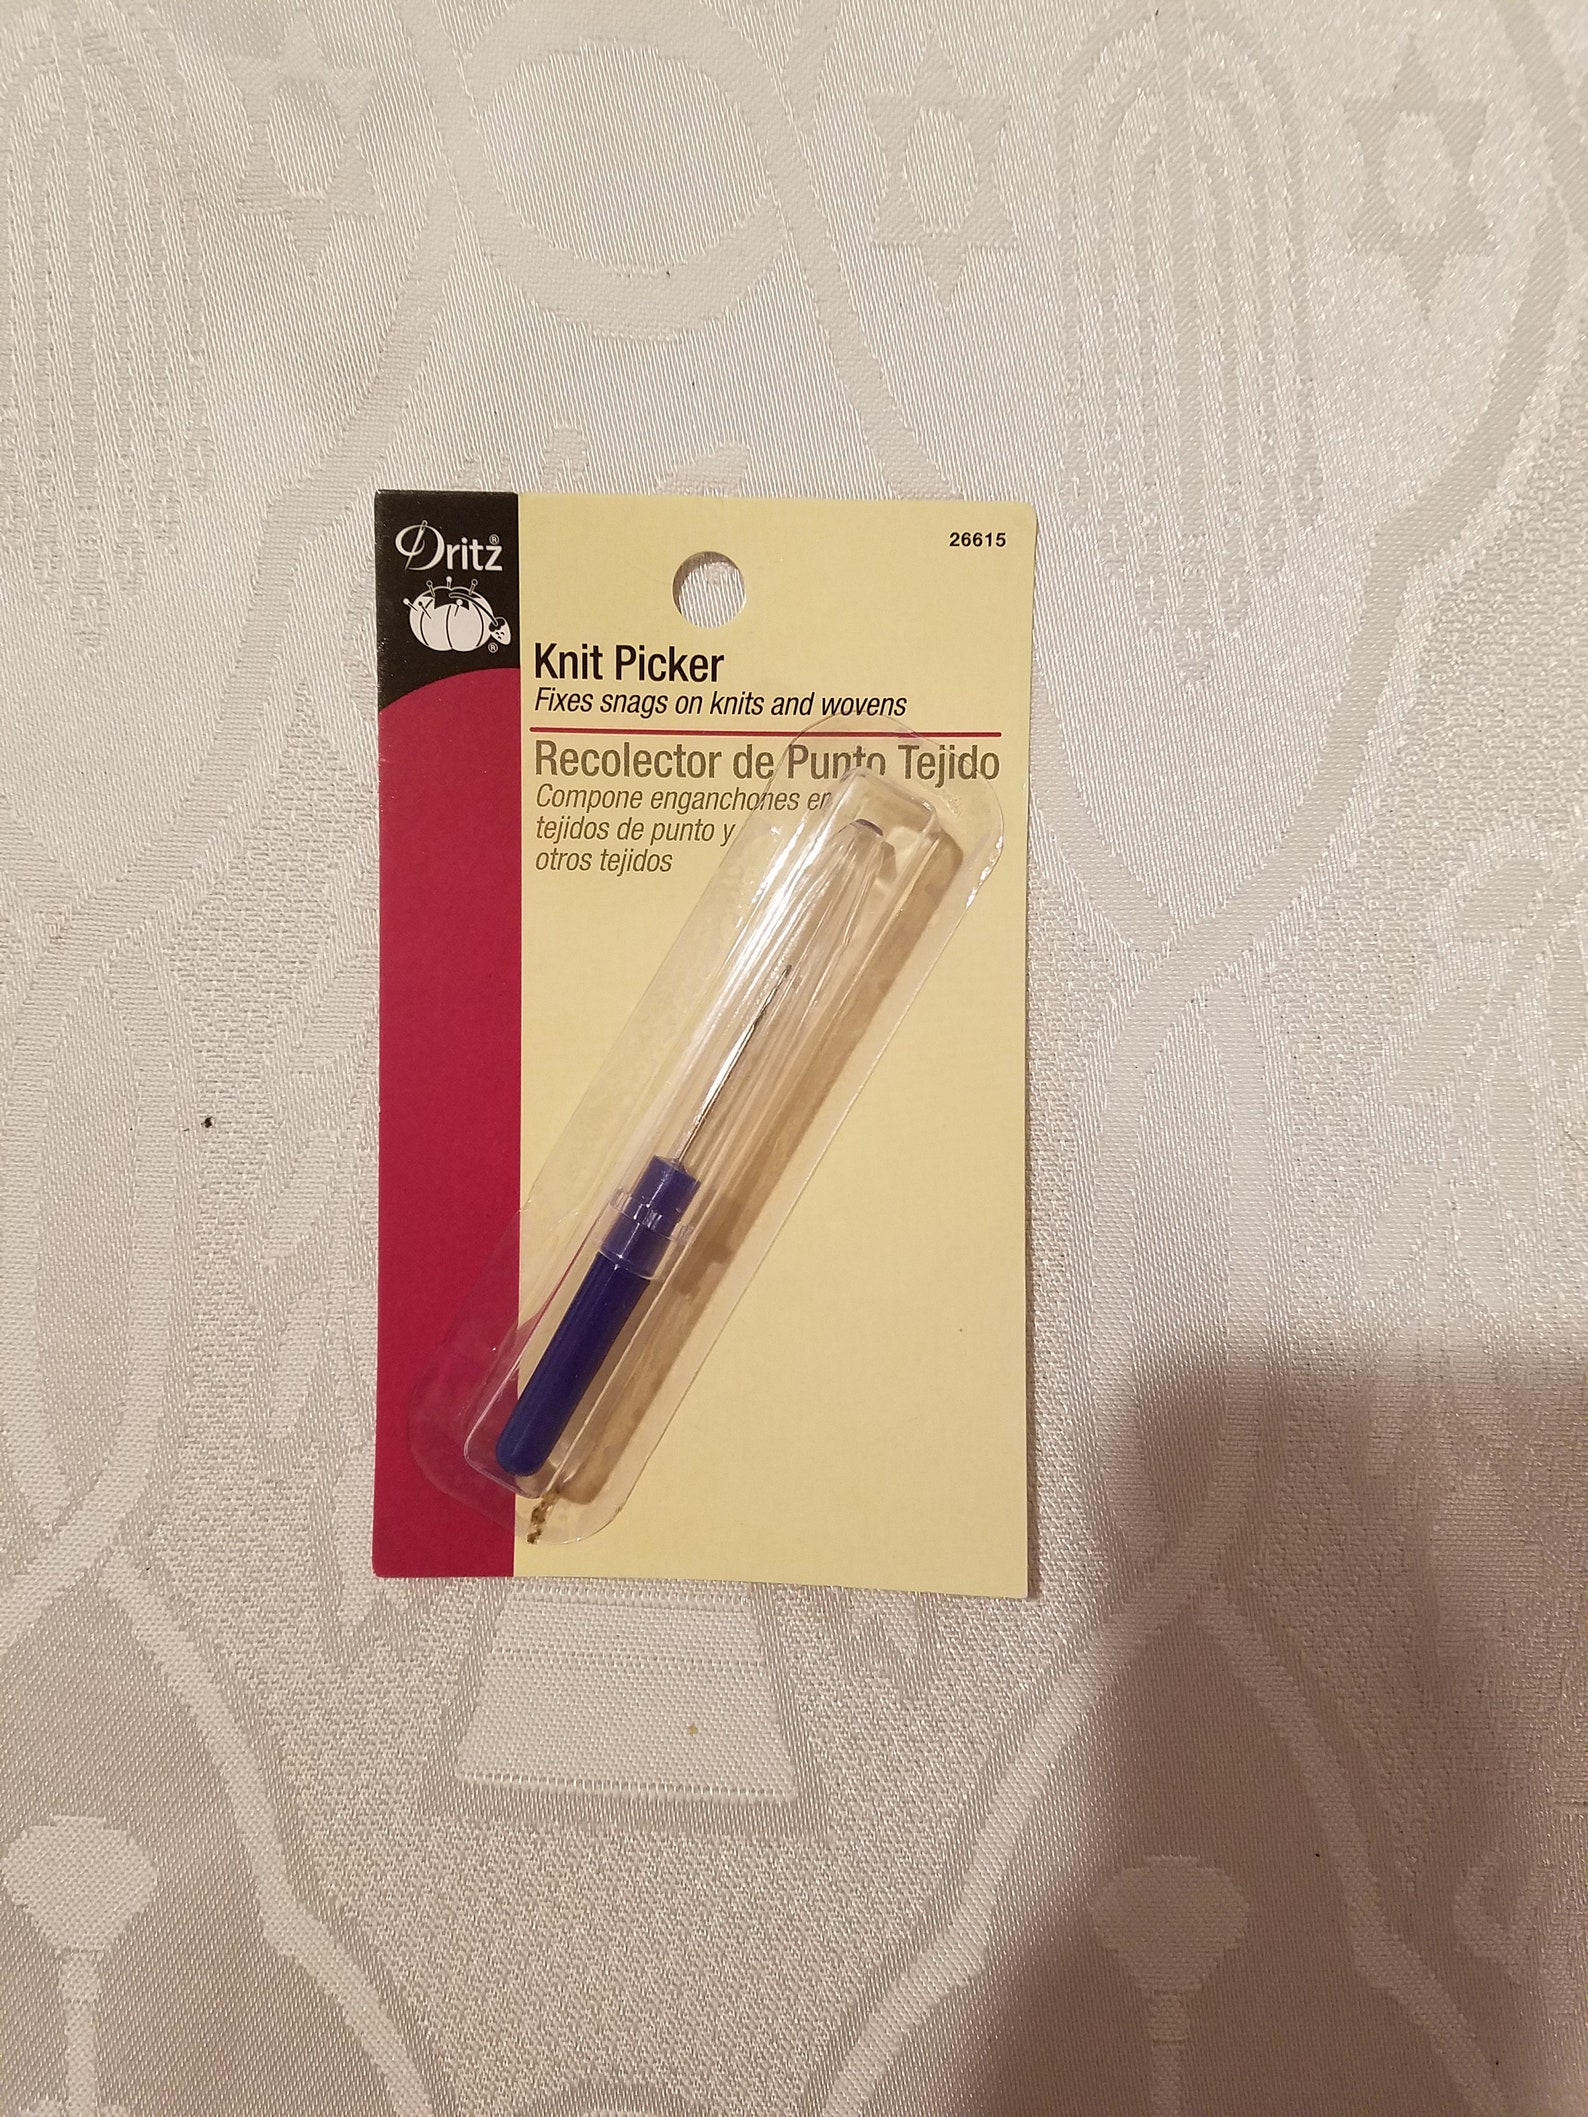 Dritz®
®
26615
Knit Picker
Fixes snags on knits and wovens
Recolector de Punto Tejido
Compone enganchones en
tejidos de punto y
otros tejidos